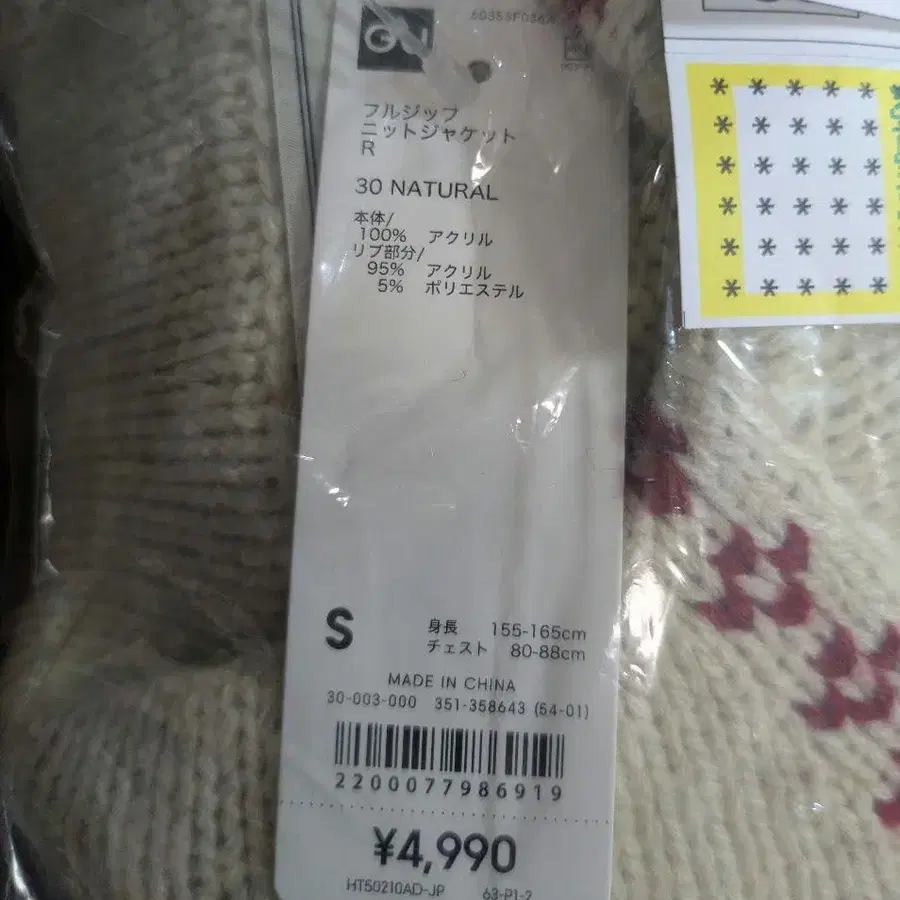 GU
フルジップ
ニットジャケット
R
30 NATURAL
本体/
100% アクリル
リブ部分/
95% アクリル
5% ポリエステル
S
身長 155-165cm
チェスト 80-88cm
MADE IN CHINA
30-003-000 351-358643 (54-01)
2200077986919
¥4,990
HT50210AD-JP 63-P1-2